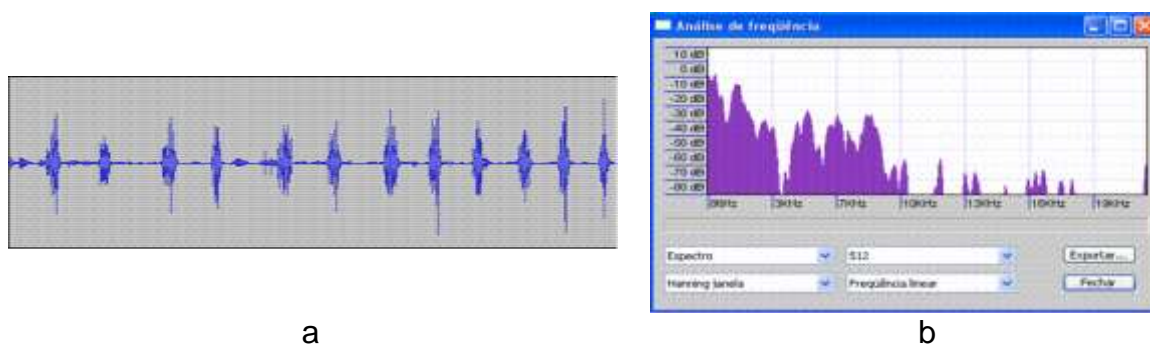 Análise de freqüência
10 dB
0 dB
-10 dB
-20 dB
-30 dB
-40 dB
-50 dB
-60 dB
-70 dB
-80 dB
3KHz 7KHz 10KHz 13KHz 16KHz 19KHz
Espectro 512 Exportar...
Hanning janela Freqüência linear Fechar
a b